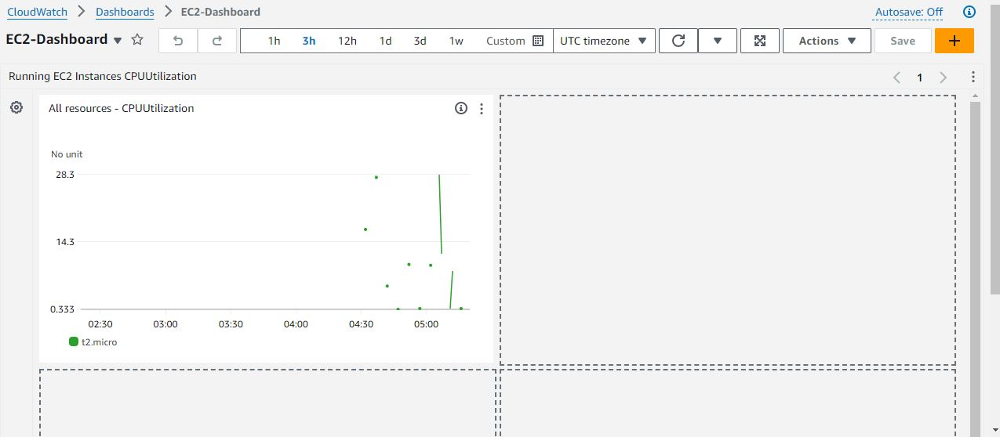 CloudWatch > Dashboards > EC2-Dashboard Autosave: Off
EC2-Dashboard 1h 3h 12h 1d 3d 1w Custom UTC timezone Actions Save +
Running EC2 Instances CPUUtilization 1
All resources - CPUUtilization
No unit
28.3
14.3
0.333
02:30 03:00 03:30 04:00 04:30 05:00
t2.micro